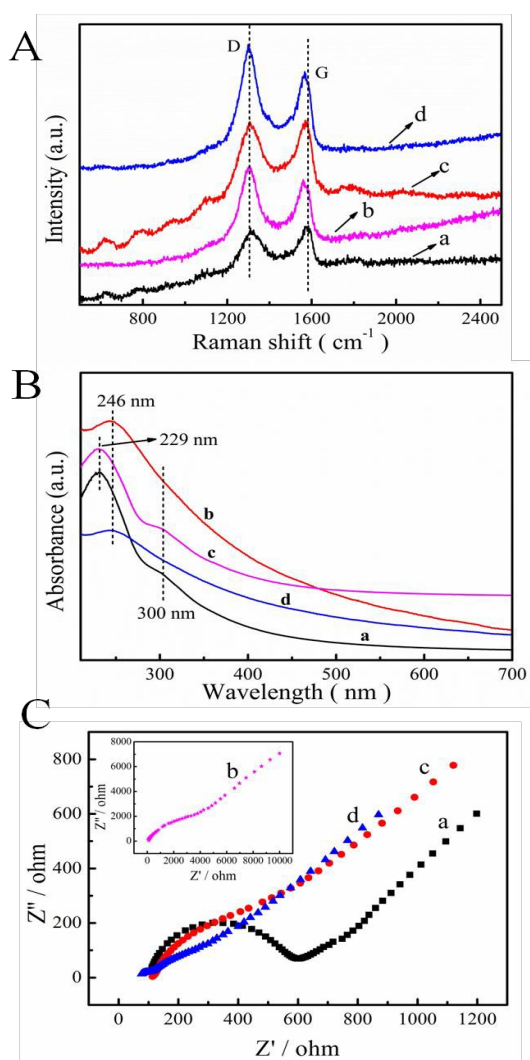 A
D
G
d
c
b
a
Intensity (a.u.)
800 1200 1600 2000 2400
Raman shift ( cm⁻¹ )
B
246 nm
229 nm
b
c
d
300 nm
a
Absorbance (a.u.)
300 400 500 600 700
Wavelength ( nm )
C
8000
6000
4000
2000
0
Z'' / ohm
b
0 2000 4000 6000 8000 10000
Z' / ohm
800
600
400
200
0
Z'' / ohm
c
d
a
0 200 400 600 800 1000 1200
Z' / ohm